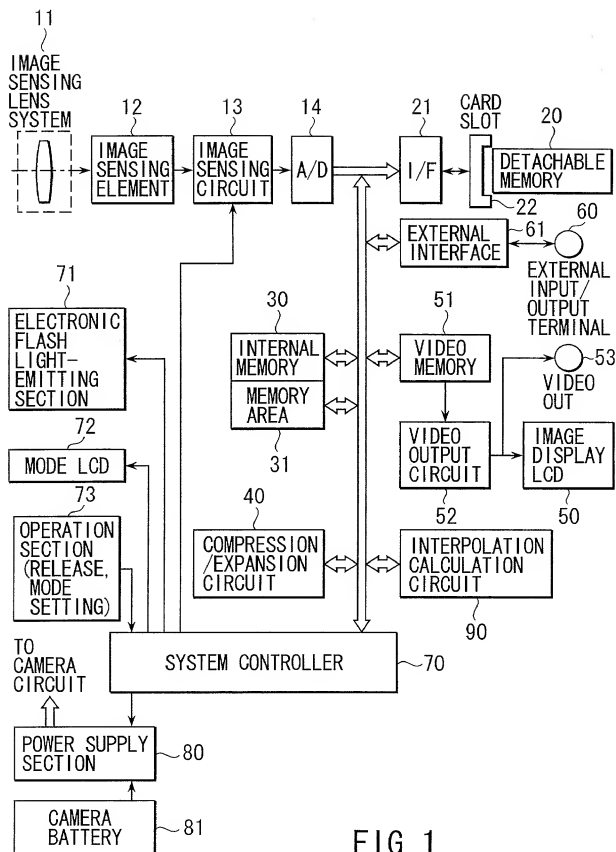 11
IMAGE
SENSING
LENS
SYSTEM
12
IMAGE
SENSING
ELEMENT
13
IMAGE
SENSING
CIRCUIT
14
A/D
21
I/F
CARD
SLOT
22
20
DETACHABLE
MEMORY
61
EXTERNAL
INTERFACE
60
EXTERNAL
INPUT/
OUTPUT
TERMINAL
71
ELECTRONIC
FLASH
LIGHT-
EMITTING
SECTION
30
INTERNAL
MEMORY
MEMORY
AREA
31
51
VIDEO
MEMORY
53
VIDEO
OUT
72
MODE LCD
VIDEO
OUTPUT
CIRCUIT
52
IMAGE
DISPLAY
LCD
50
73
OPERATION
SECTION
(RELEASE,
MODE
SETTING)
40
COMPRESSION
/EXPANSION
CIRCUIT
INTERPOLATION
CALCULATION
CIRCUIT
90
TO
CAMERA
CIRCUIT
SYSTEM CONTROLLER
70
POWER SUPPLY
SECTION
80
CAMERA
BATTERY
81
FIG. 1